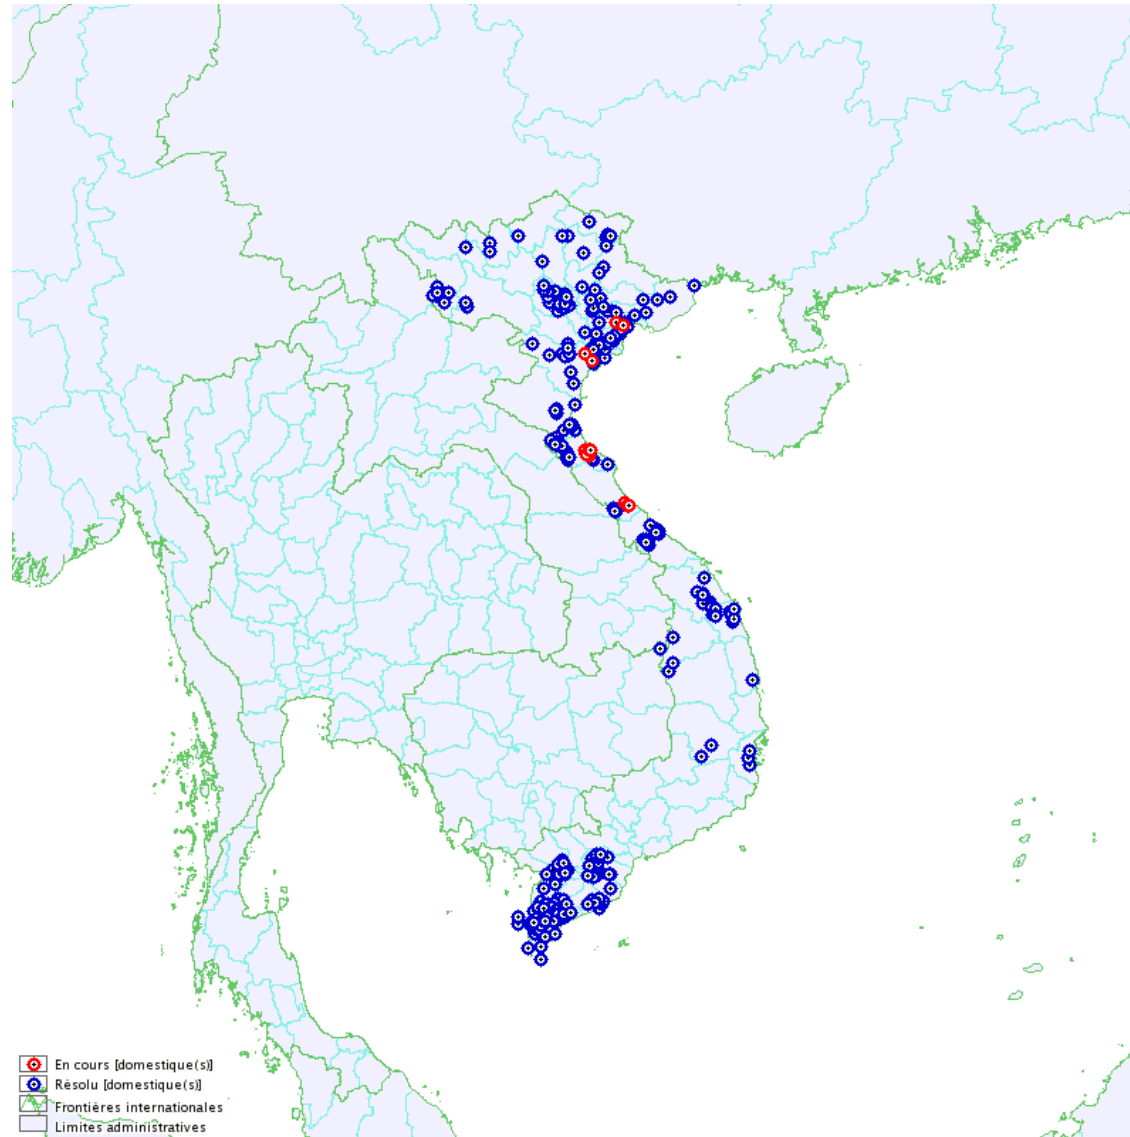 En cours [domestique(s)]
Résolu [domestique(s)]
Frontières internationales
Limites administratives